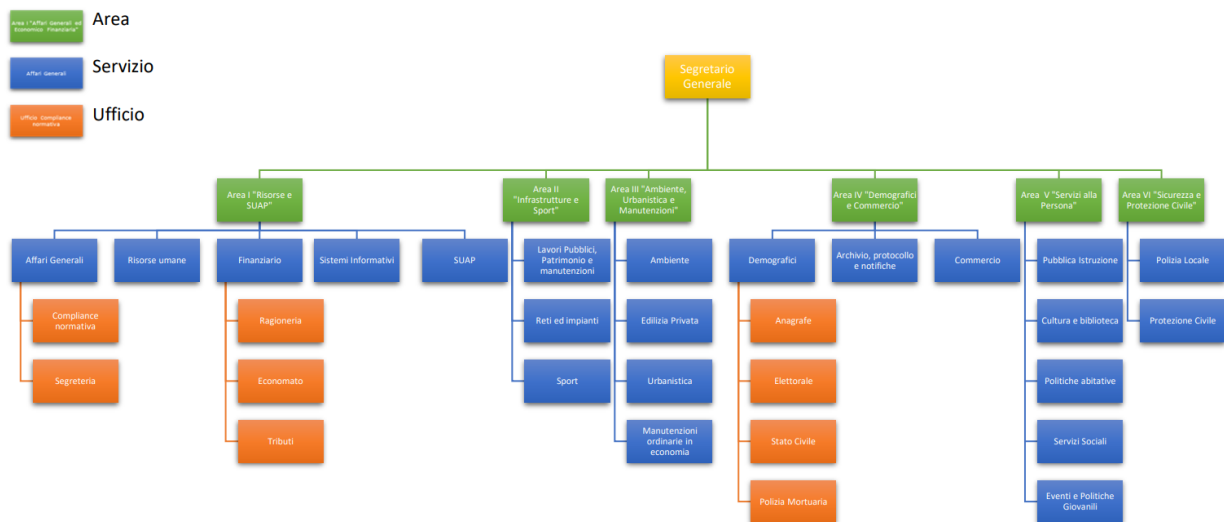 Area I "Affari Generali ed
Economico Finanziaria"
Area
Affari Generali
Servizio
Ufficio Compliance
normativa
Ufficio
Segretario
Generale
Area I "Risorse e
SUAP"
Area II
"Infrastrutture e
Sport"
Area III "Ambiente,
Urbanistica e
Manutenzioni"
Area IV "Demografici
e Commercio"
Area V "Servizi alla
Persona"
Area VI "Sicurezza e
Protezione Civile"
Affari Generali
Risorse umane
Finanziario
Sistemi Informativi
SUAP
Lavori Pubblici,
Patrimonio e
manutenzioni
Ambiente
Demografici
Archivio, protocollo
e notifiche
Commercio
Pubblica Istruzione
Polizia Locale
Compliance
normativa
Ragioneria
Reti ed impianti
Edilizia Privata
Anagrafe
Cultura e biblioteca
Protezione Civile
Segreteria
Economato
Sport
Urbanistica
Elettorale
Politiche abitative
Tributi
Manutenzioni
ordinarie in
economia
Stato Civile
Servizi Sociali
Polizia Mortuaria
Eventi e Politiche
Giovanili